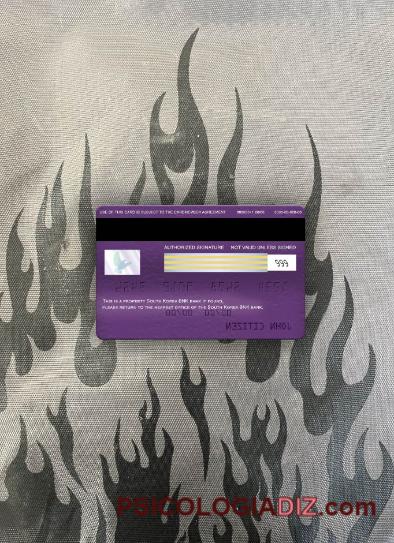 USE OF THIS CARD IS SUBJECT TO THE CARDMEMBER AGREEMENT
AUTHORIZED SIGNATURE NOT VALID UNLESS SIGNED
999
THIS IS A PROPERTY SOUTH KOREA BNK BANK IF FOUND,
PLEASE RETURN TO THE NEAREST OFFICE OF THE SOUTH KOREA BNK BANK.
JOHN CITIZEN
PSICOLOGIADIZ.com